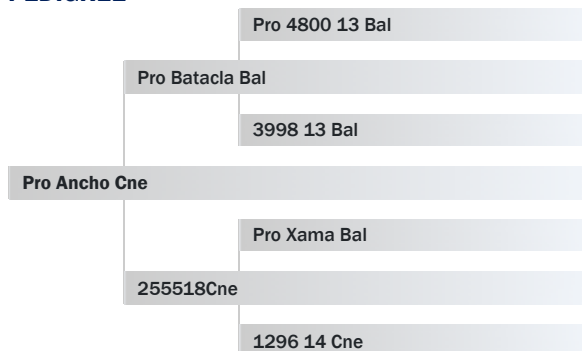 Pro 4800 13 Bal
Pro Batacla Bal
3998 13 Bal
Pro Ancho Cne
Pro Xama Bal
255518Cne
1296 14 Cne